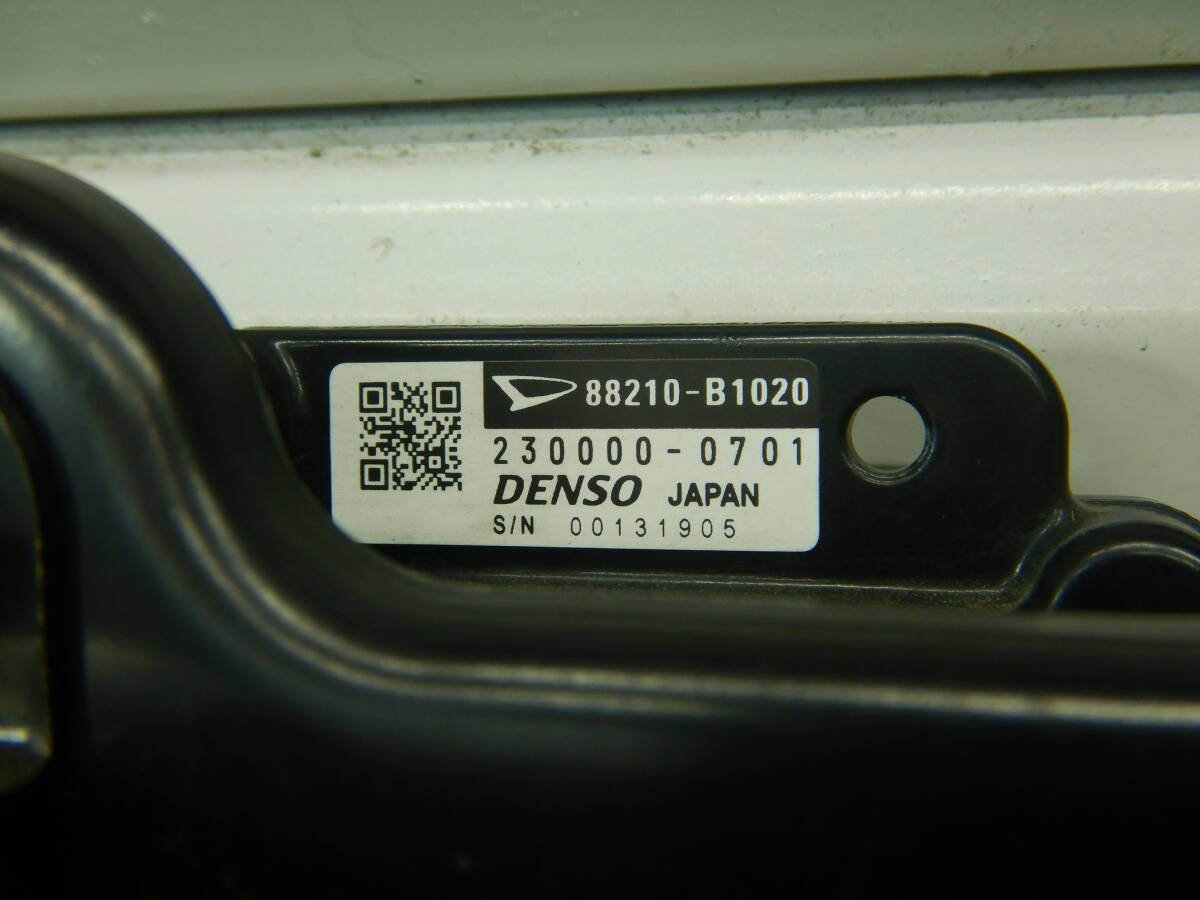 88210-B1020
230000-0701
DENSO JAPAN
S/N 00131905